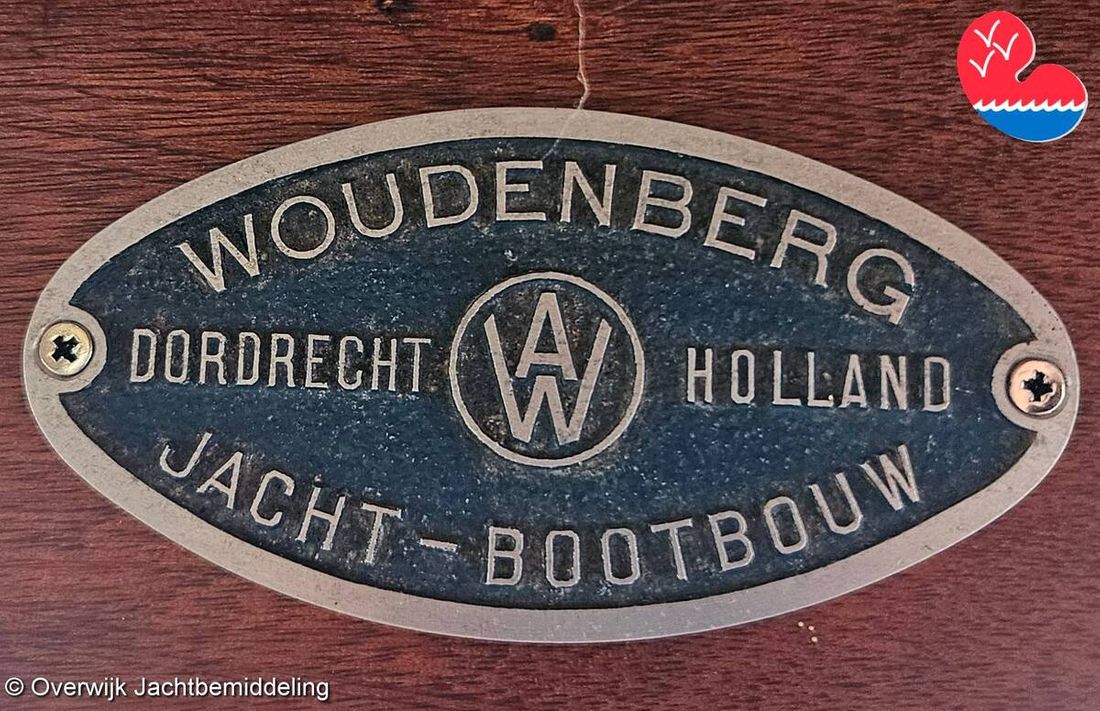 WOUDENBERG
DORDRECHT AW HOLLAND
JACHT-BOOTBOUW
© Overwijk Jachtbemiddeling